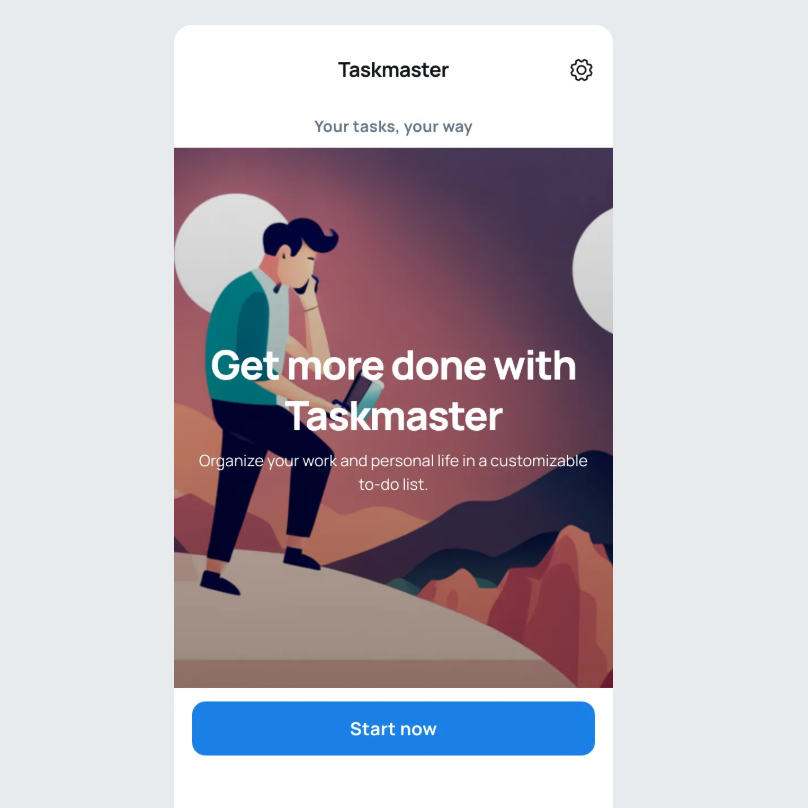 Taskmaster
Your tasks, your way
Get more done with
Taskmaster
Organize your work and personal life in a customizable
to-do list.
Start now